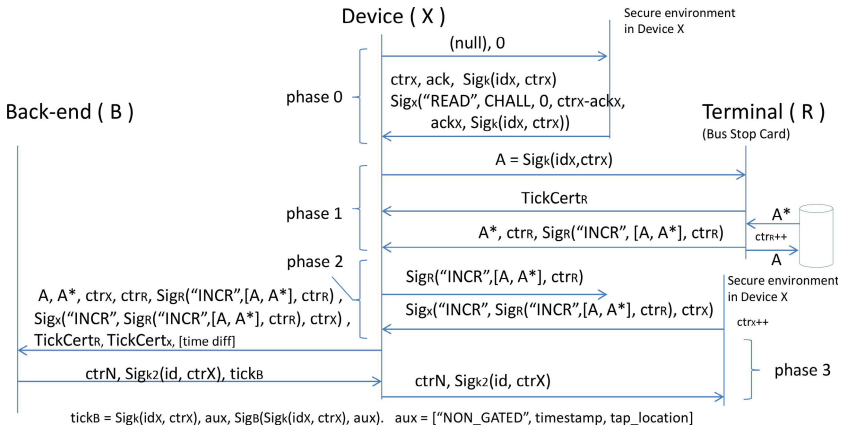 Device ( X )
Secure environment
in Device X
(null), 0
phase 0
ctrx, ack, Sigk(idx, ctrx)
Sigx("READ", CHALL, 0, ctrx-ackx,
ackx, Sigk(idx, ctrx))
Back-end ( B )
Terminal ( R )
(Bus Stop Card)
A = Sigk(idx,ctrx)
phase 1
TickCertR
A*
ctrR++
A
A*, ctrR, SigR("INCR", [A, A*], ctrR)
phase 2
SigR("INCR",[A, A*], ctrR)
Secure environment
in Device X
A, A*, ctrx, ctrR, SigR("INCR",[A, A*], ctrR) ,
Sigx("INCR", SigR("INCR",[A, A*], ctrR), ctrx) ,
TickCertR, TickCertx, [time diff]
Sigx("INCR", SigR("INCR",[A, A*], ctrR), ctrx)
ctrx++
phase 3
ctrN, Sigk2(id, ctrX), tickB
ctrN, Sigk2(id, ctrX)
tickB = Sigk(idX, ctrX), aux, SigB(Sigk(idX, ctrX), aux). aux = ["NON_GATED", timestamp, tap_location]